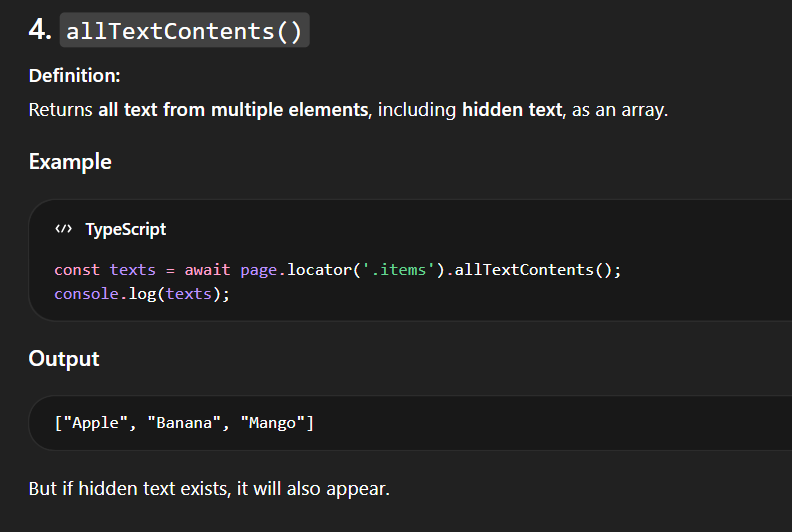 4. allTextContents()
Definition:
Returns all text from multiple elements, including hidden text, as an array.
Example
</> TypeScript
const texts = await page.locator('.items').allTextContents();
console.log(texts);
Output
["Apple", "Banana", "Mango"]
But if hidden text exists, it will also appear.